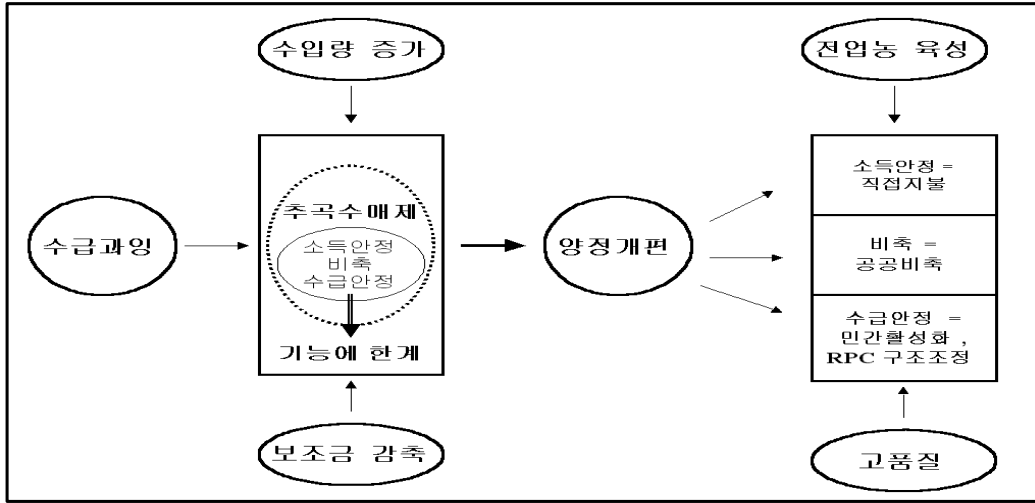 수입량 증가
전업농 육성
수급과잉
추곡수매제
소득안정
비축
수급안정
기능에 한계
보조금 감축
양정개편
소득안정 =
직접지불
비축 =
공공비축
수급안정 =
민간활성화 ,
RPC 구조조정
고품질